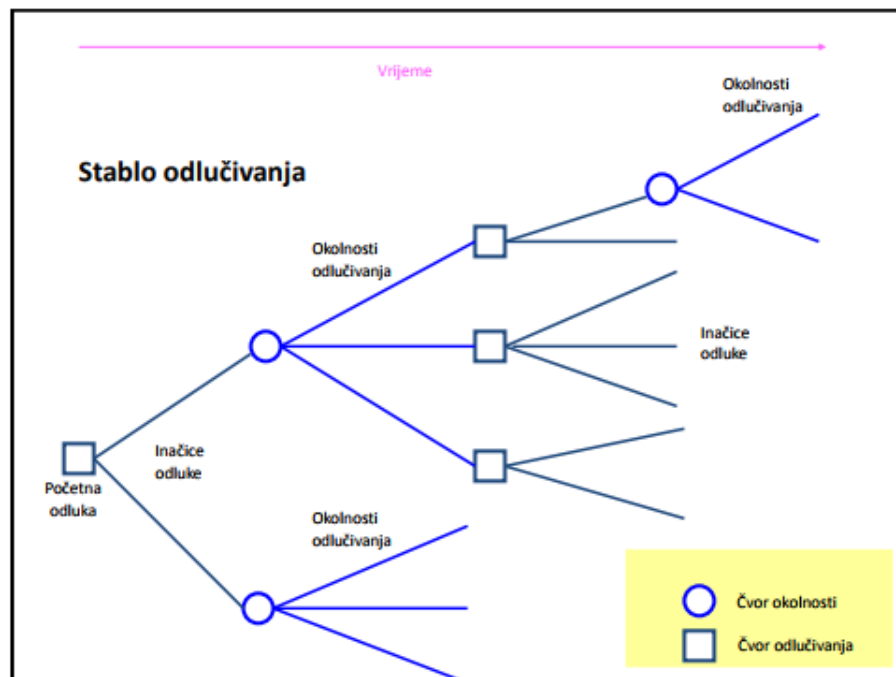 Vrijeme
Okolnosti
odlučivanja
Stablo odlučivanja
Okolnosti
odlučivanja
Inačice
odluke
Inačice
odluke
Početna
odluka
Okolnosti
odlučivanja
Čvor okolnosti
Čvor odlučivanja